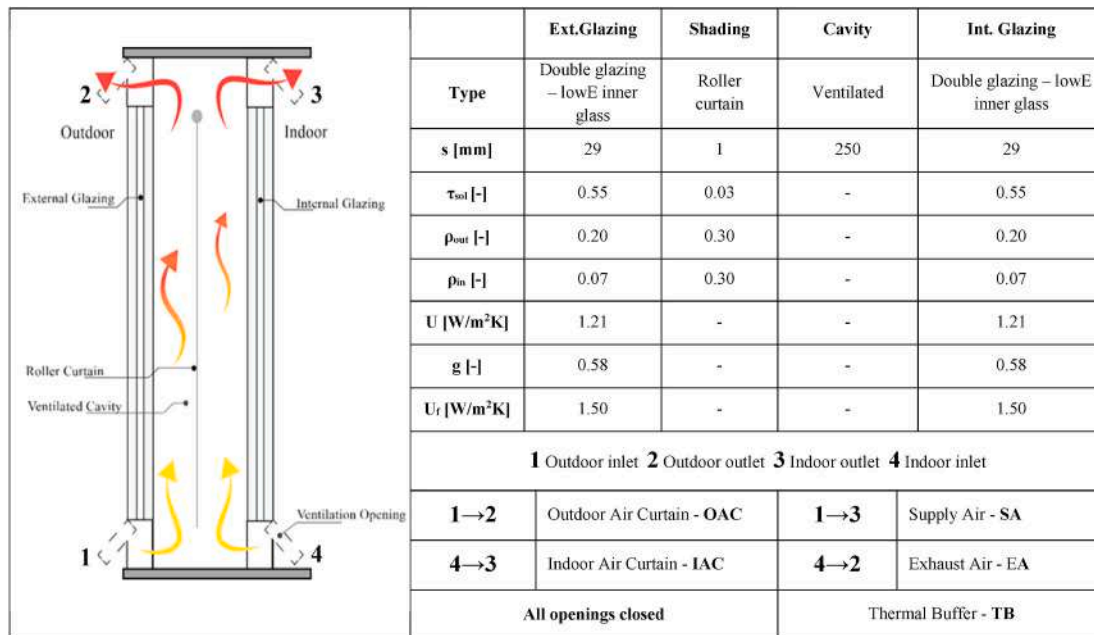 2
3
Outdoor
Indoor
External Glazing
Internal Glazing
Roller Curtain
Ventilated Cavity
Ventilation Opening
1
4
Ext.Glazing Shading Cavity Int. Glazing
Type Double glazing – lowE inner glass Roller curtain Ventilated Double glazing – lowE inner glass
s [mm] 29 1 250 29
τsol [-] 0.55 0.03 - 0.55
ρout [-] 0.20 0.30 - 0.20
ρin [-] 0.07 0.30 - 0.07
U [W/m²K] 1.21 - - 1.21
g [-] 0.58 - - 0.58
Uf [W/m²K] 1.50 - - 1.50
1 Outdoor inlet 2 Outdoor outlet 3 Indoor outlet 4 Indoor inlet
1→2 Outdoor Air Curtain - OAC 1→3 Supply Air - SA
4→3 Indoor Air Curtain - IAC 4→2 Exhaust Air - EA
All openings closed Thermal Buffer - TB